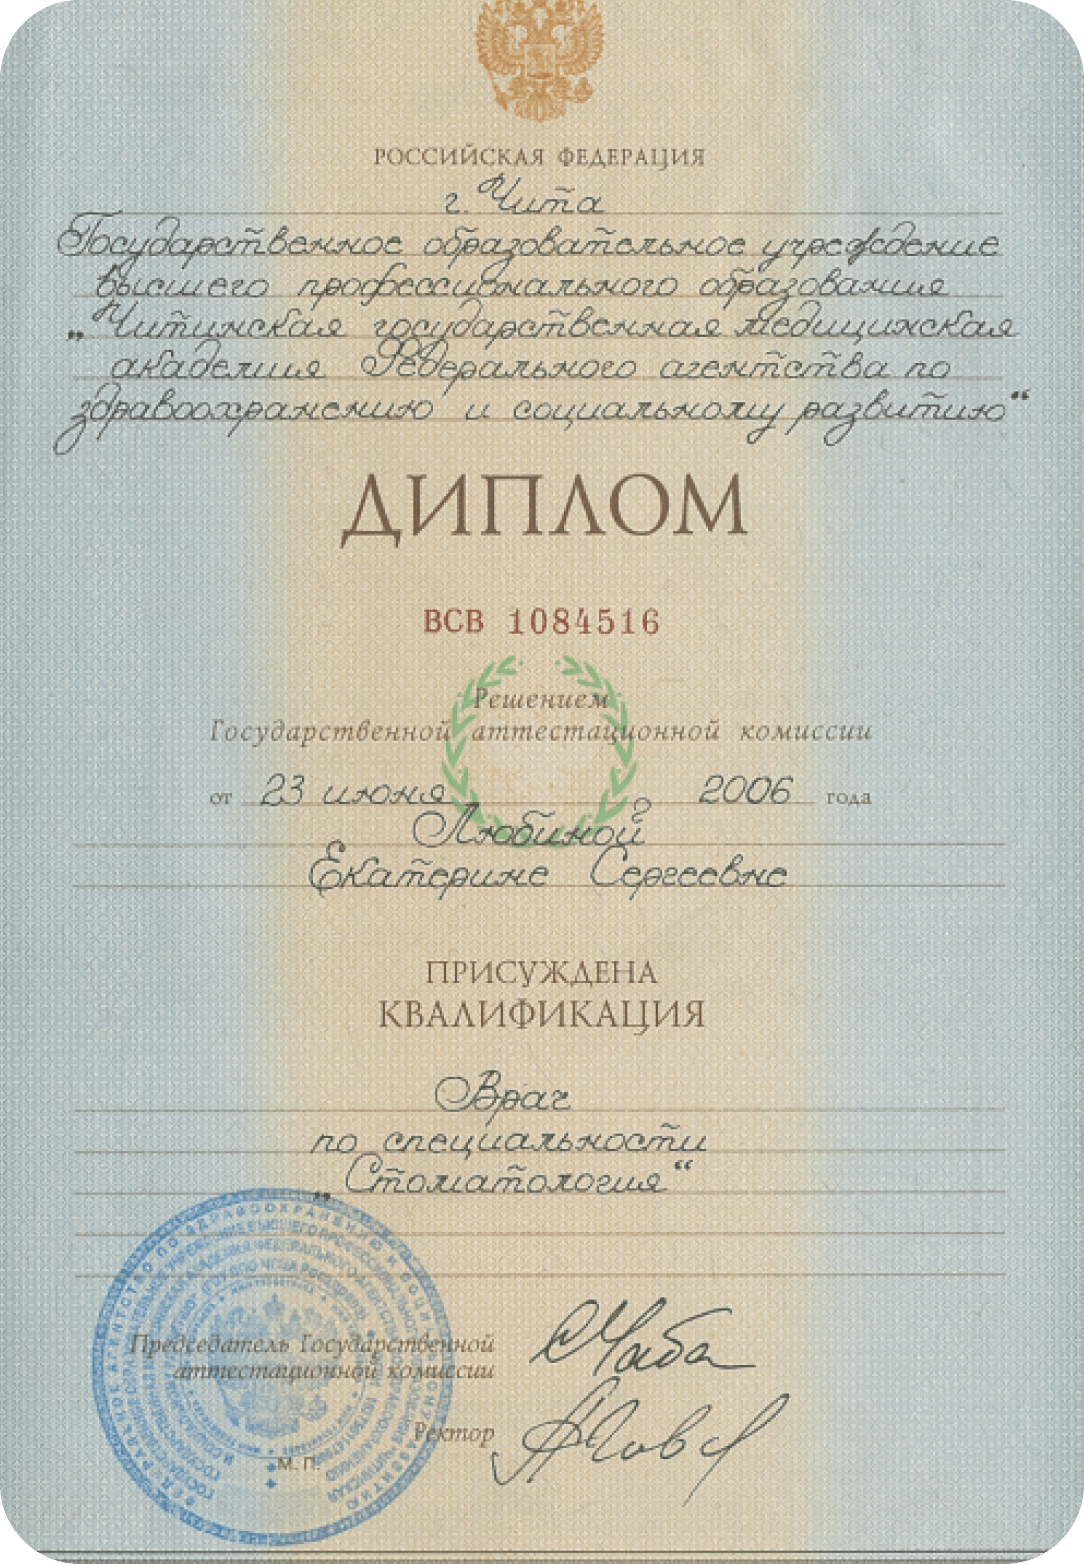 РОССИЙСКАЯ ФЕДЕРАЦИЯ
г. Чита
Государственное образовательное учреждение
высшего профессионального образования
„Читинская государственная медицинская
академия Федерального агентства по
здравоохранению и социальному развитию“
ДИПЛОМ
ВСВ 1084516
Решением
Государственной аттестационной комиссии
от 23 июня 2006 года
Любиной
Екатерине Сергеевне
ПРИСУЖДЕНА
КВАЛИФИКАЦИЯ
Врач
по специальности
„Стоматология“
Председатель Государственной
аттестационной комиссии
Ректор
М. П.